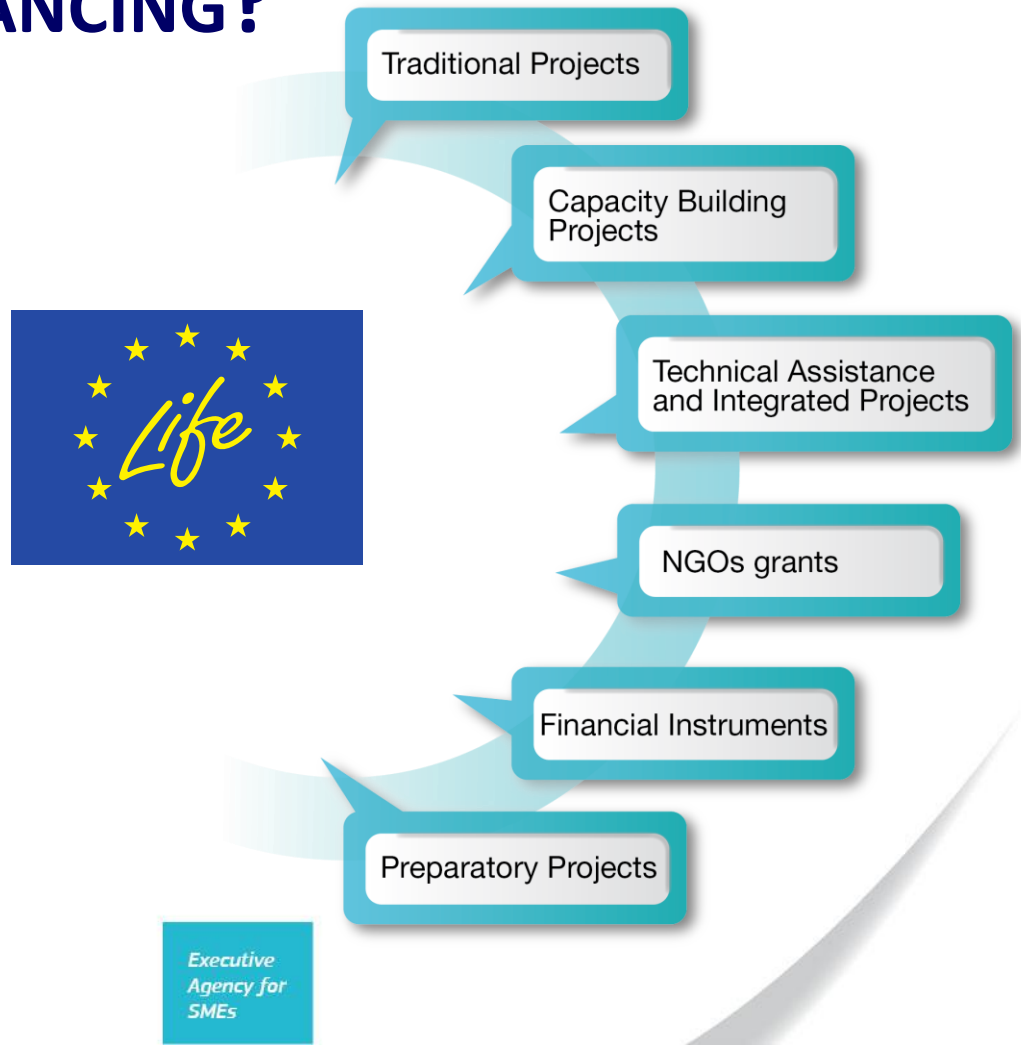 ANCING?
Traditional Projects
Capacity Building
Projects
Technical Assistance
and Integrated Projects
Life
NGOs grants
Financial Instruments
Preparatory Projects
Executive
Agency for
SMEs